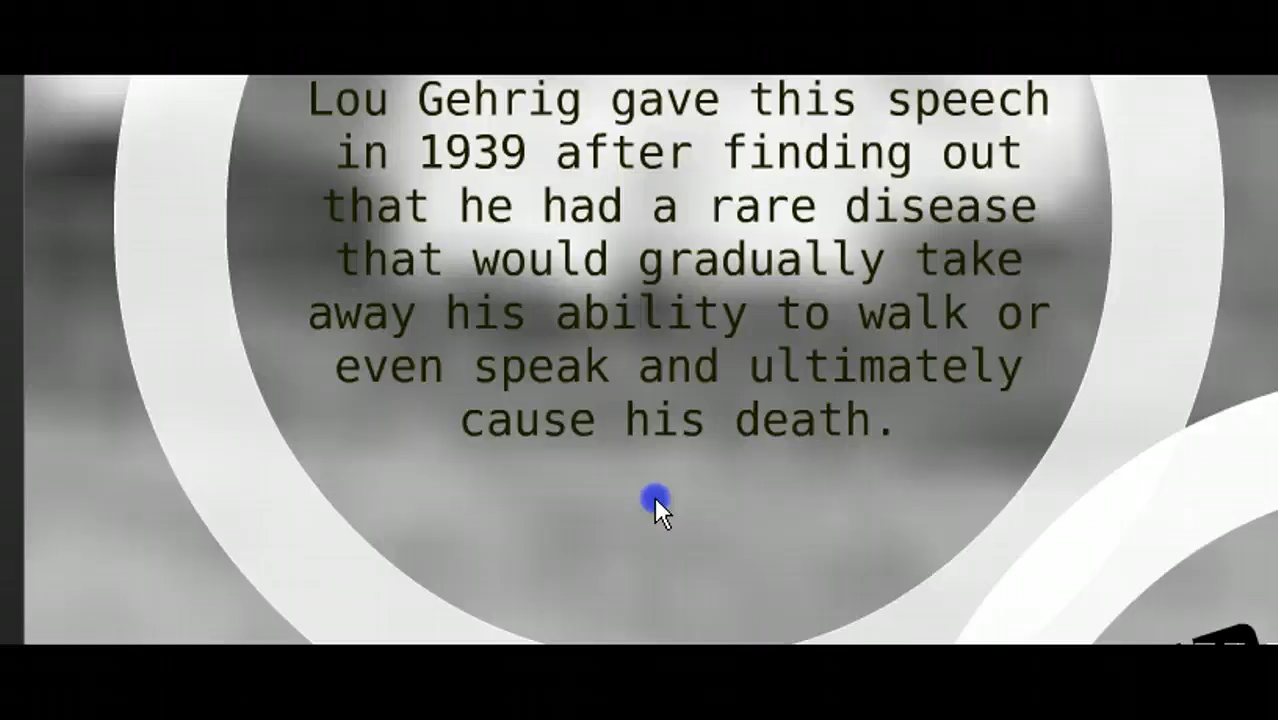 Lou Gehrig gave this speech
in 1939 after finding out
that he had a rare disease
that would gradually take
away his ability to walk or
even speak and ultimately
cause his death.